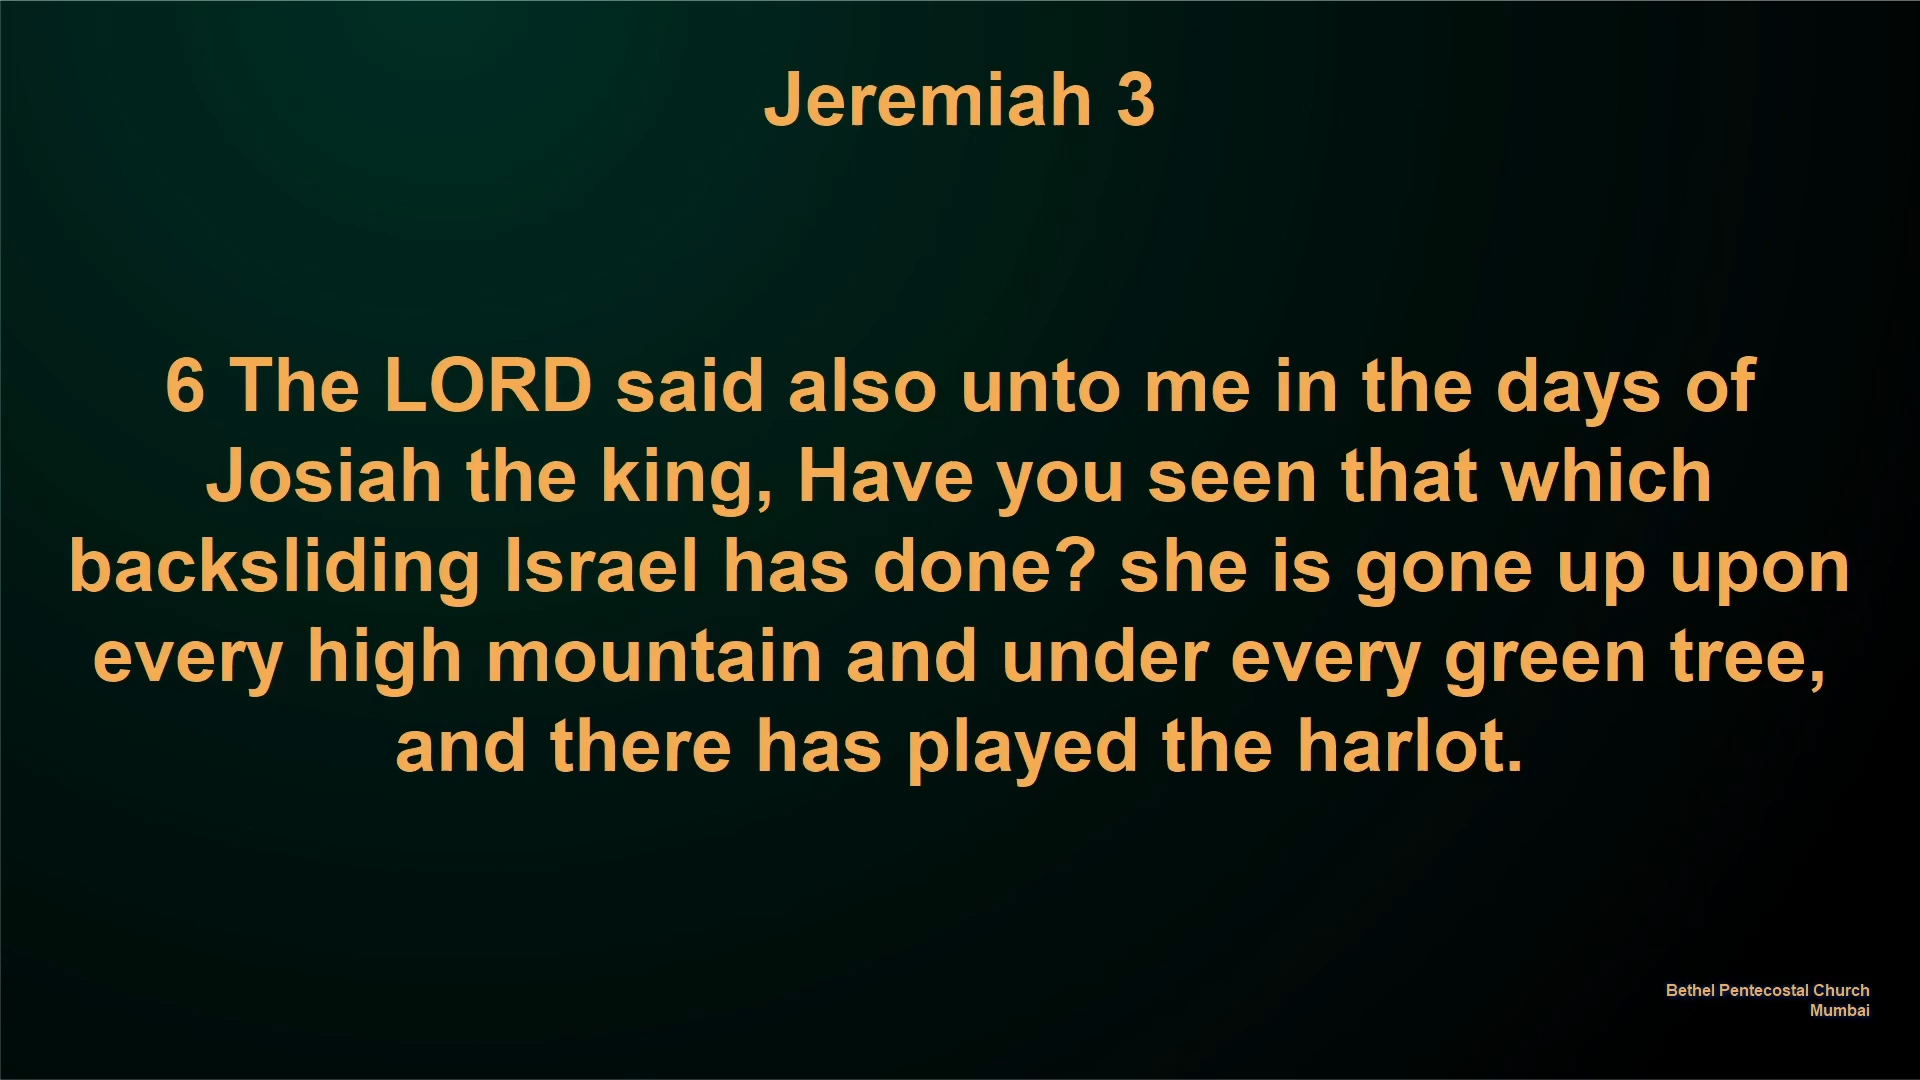 Jeremiah 3
6 The LORD said also unto me in the days of
Josiah the king, Have you seen that which
backsliding Israel has done? she is gone up upon
every high mountain and under every green tree,
and there has played the harlot.
Bethel Pentecostal Church
Mumbai